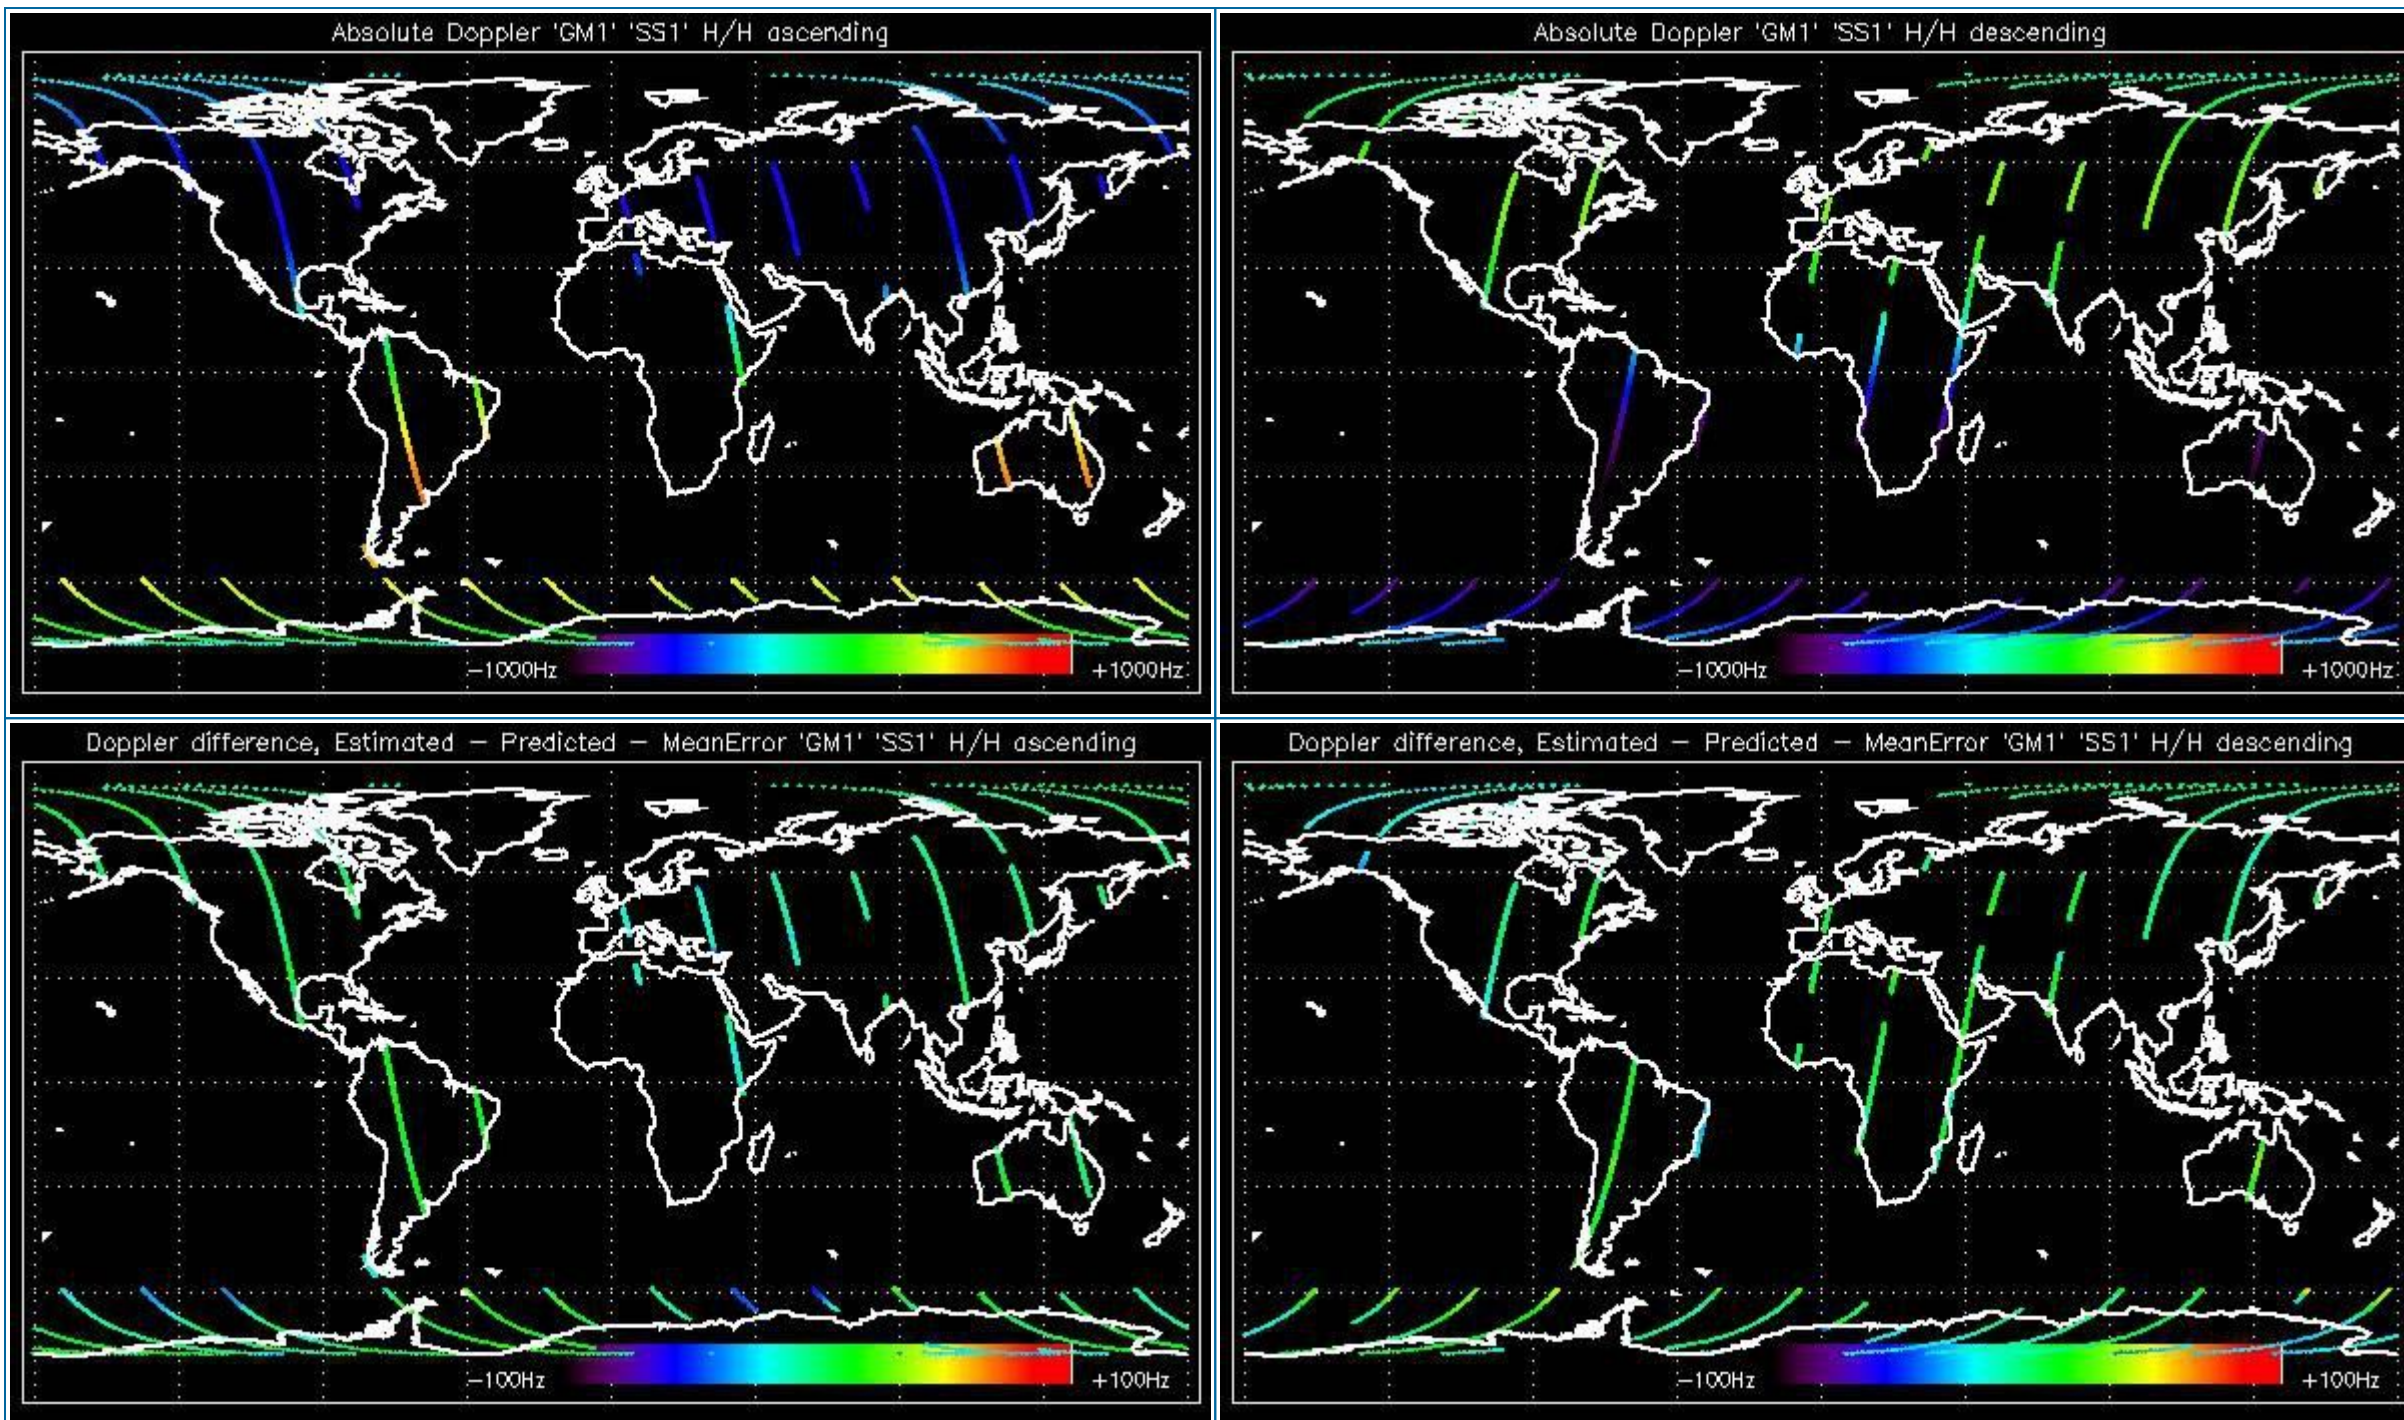 Absolute Doppler 'GM1' 'SS1' H/H ascending
-1000Hz
+1000Hz
Absolute Doppler 'GM1' 'SS1' H/H descending
-1000Hz
+1000Hz
Doppler difference, Estimated - Predicted - MeanError 'GM1' 'SS1' H/H ascending
-100Hz
+100Hz
Doppler difference, Estimated - Predicted - MeanError 'GM1' 'SS1' H/H descending
-100Hz
+100Hz